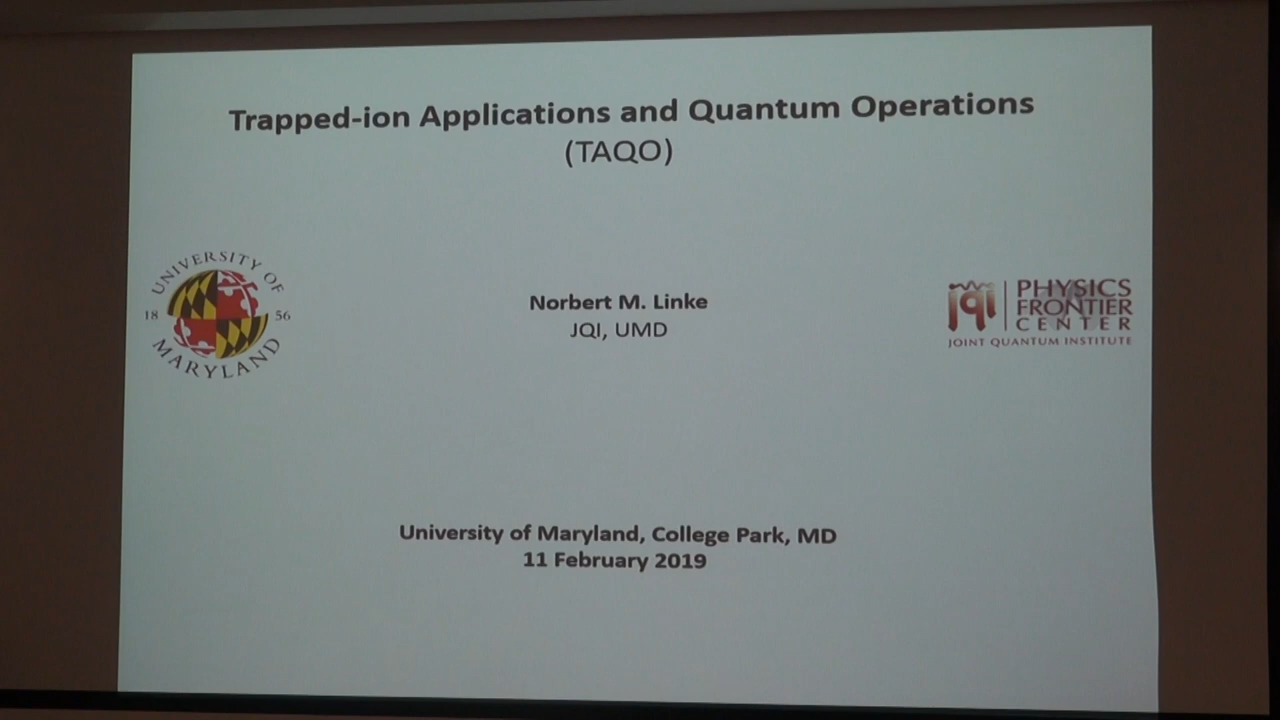 Trapped-ion Applications and Quantum Operations
(TAQO)
UNIVERSITY OF
18 56
MARYLAND
Norbert M. Linke
JQI, UMD
jqi
PHYSICS
FRONTIER
CENTER
JOINT QUANTUM INSTITUTE
University of Maryland, College Park, MD
11 February 2019